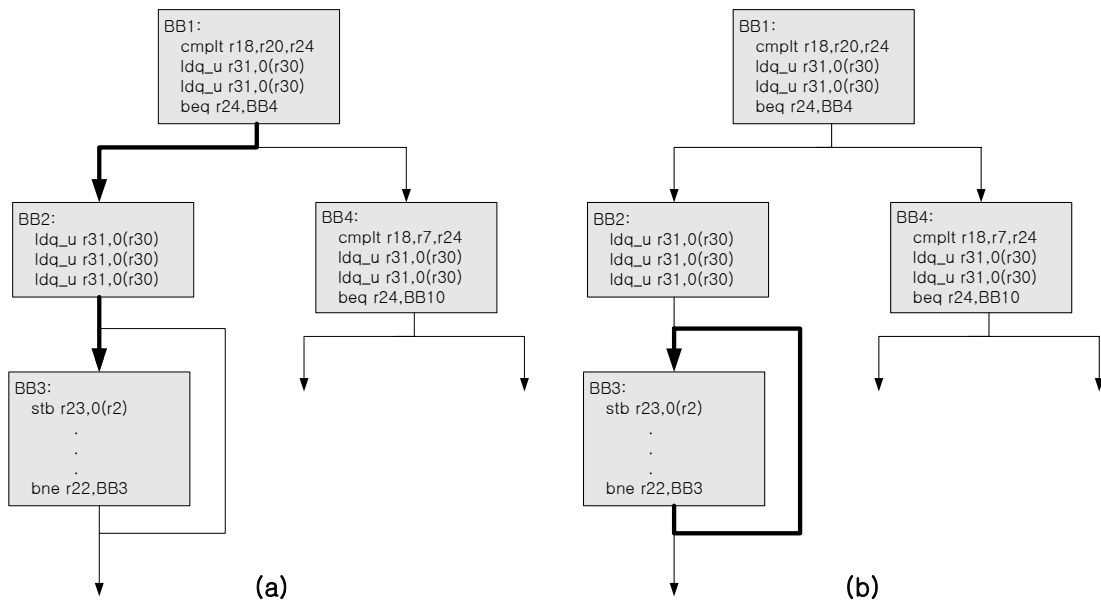 BB1:
cmplt r18,r20,r24
ldq_u r31,0(r30)
ldq_u r31,0(r30)
beq r24,BB4
BB2:
ldq_u r31,0(r30)
ldq_u r31,0(r30)
ldq_u r31,0(r30)
BB4:
cmplt r18,r7,r24
ldq_u r31,0(r30)
ldq_u r31,0(r30)
beq r24,BB10
BB3:
stb r23,0(r2)
.
.
.
bne r22,BB3
(a)
BB1:
cmplt r18,r20,r24
ldq_u r31,0(r30)
ldq_u r31,0(r30)
beq r24,BB4
BB2:
ldq_u r31,0(r30)
ldq_u r31,0(r30)
ldq_u r31,0(r30)
BB4:
cmplt r18,r7,r24
ldq_u r31,0(r30)
ldq_u r31,0(r30)
beq r24,BB10
BB3:
stb r23,0(r2)
.
.
.
bne r22,BB3
(b)